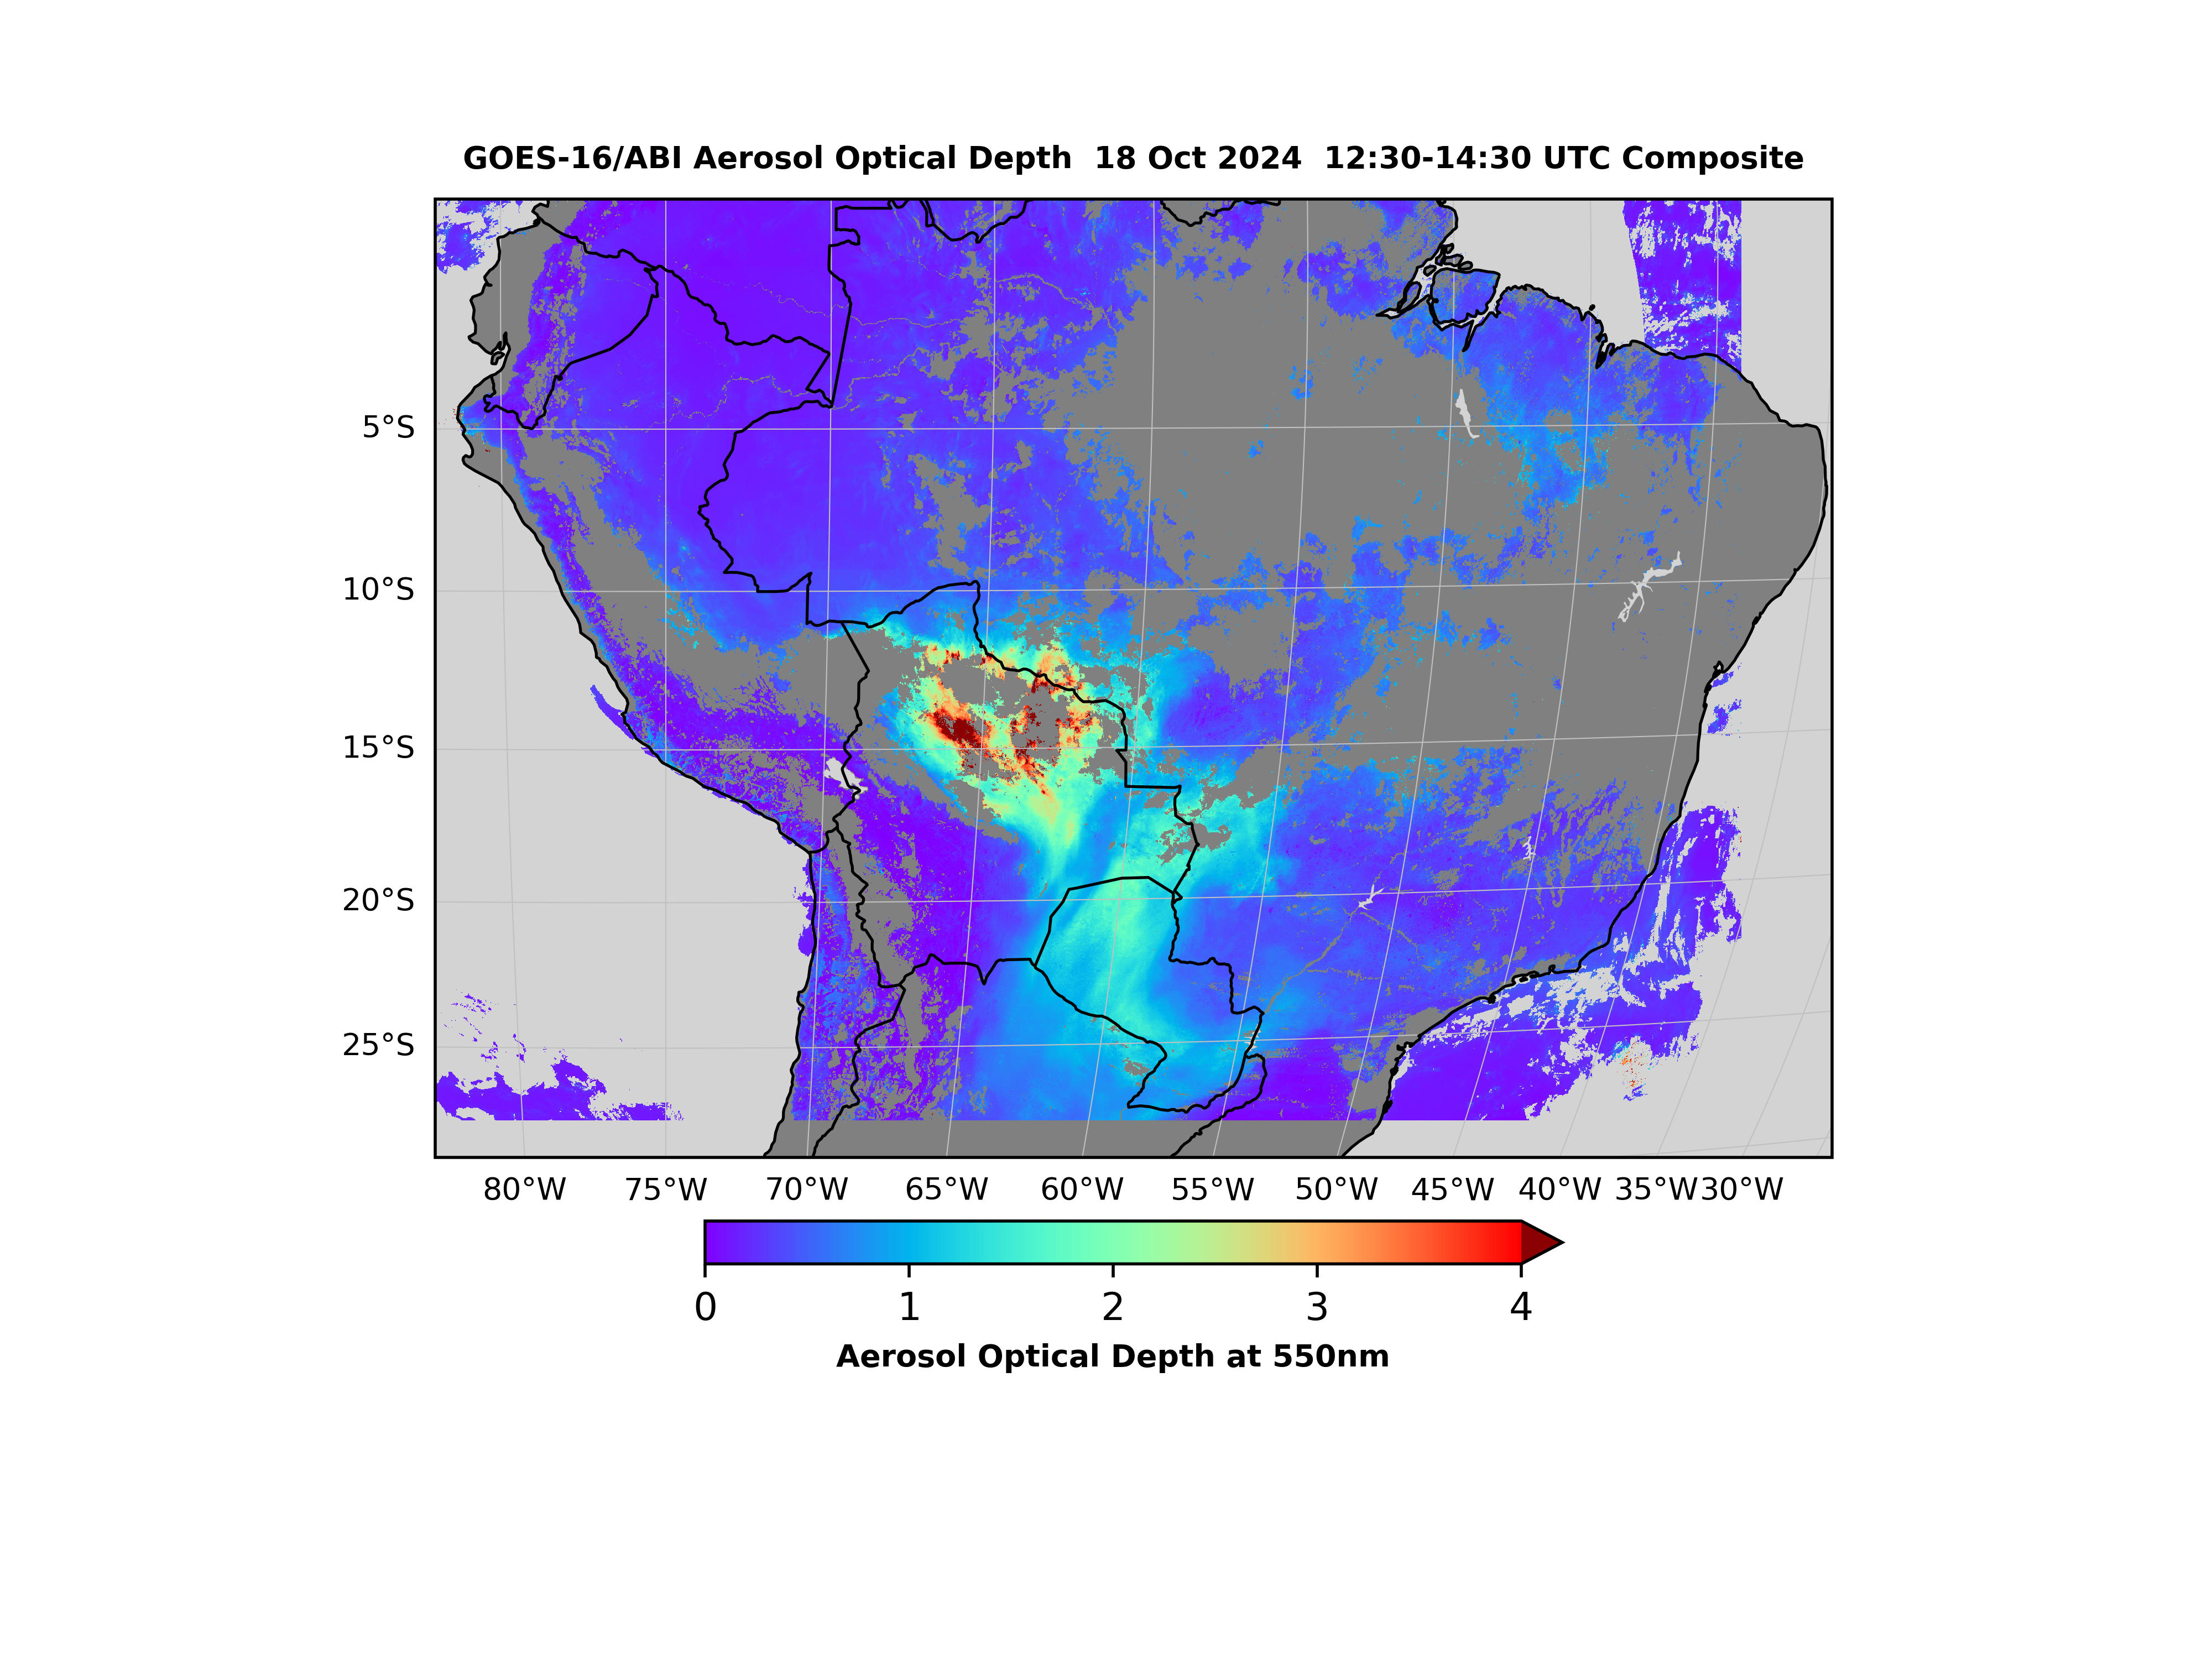 GOES-16/ABI Aerosol Optical Depth  18 Oct 2024  12:30-14:30 UTC Composite
5°S
10°S
15°S
20°S
25°S
80°W 75°W 70°W 65°W 60°W 55°W 50°W 45°W 40°W 35°W 30°W
0 1 2 3 4
Aerosol Optical Depth at 550nm